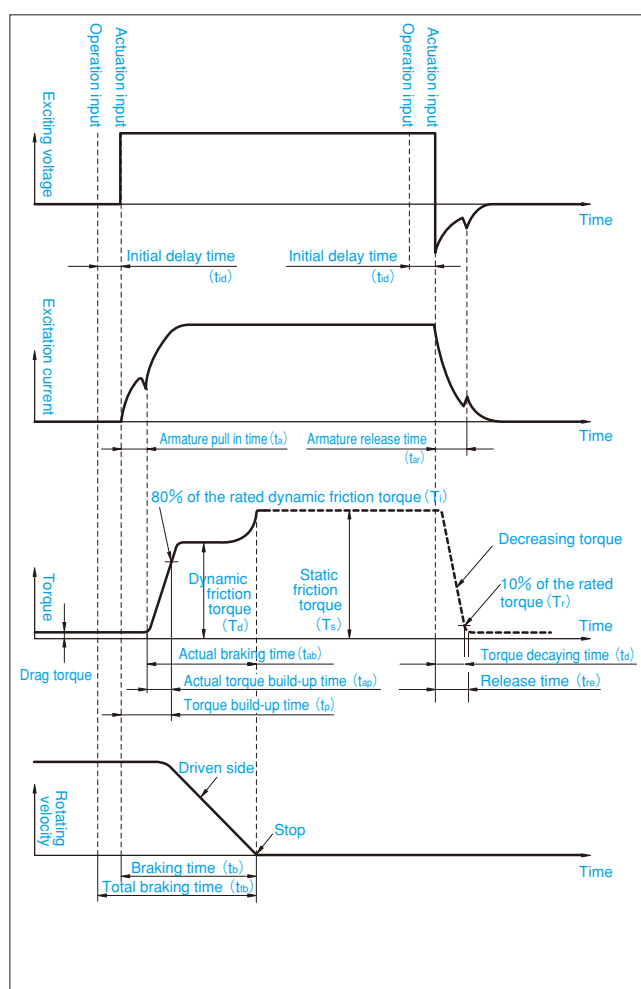 Operation input
Actuation input
Operation input
Actuation input
Exciting voltage
Time
Initial delay time
(tid)
Initial delay time
(tid)
Excitation current
Time
Armature pull in time (ta)
Armature release time
(tar)
80% of the rated dynamic friction torque (Ti)
Decreasing torque
Torque
Dynamic
friction
torque (Td)
Static
friction
torque (Ts)
10% of the rated
torque (Tr)
Time
Drag torque
Actual braking time (tab)
Torque decaying time (td)
Actual torque build-up time (tap)
Release time (tre)
Torque build-up time (tp)
Rotating
velocity
Driven side
Stop
Time
Braking time (tb)
Total braking time (ttb)